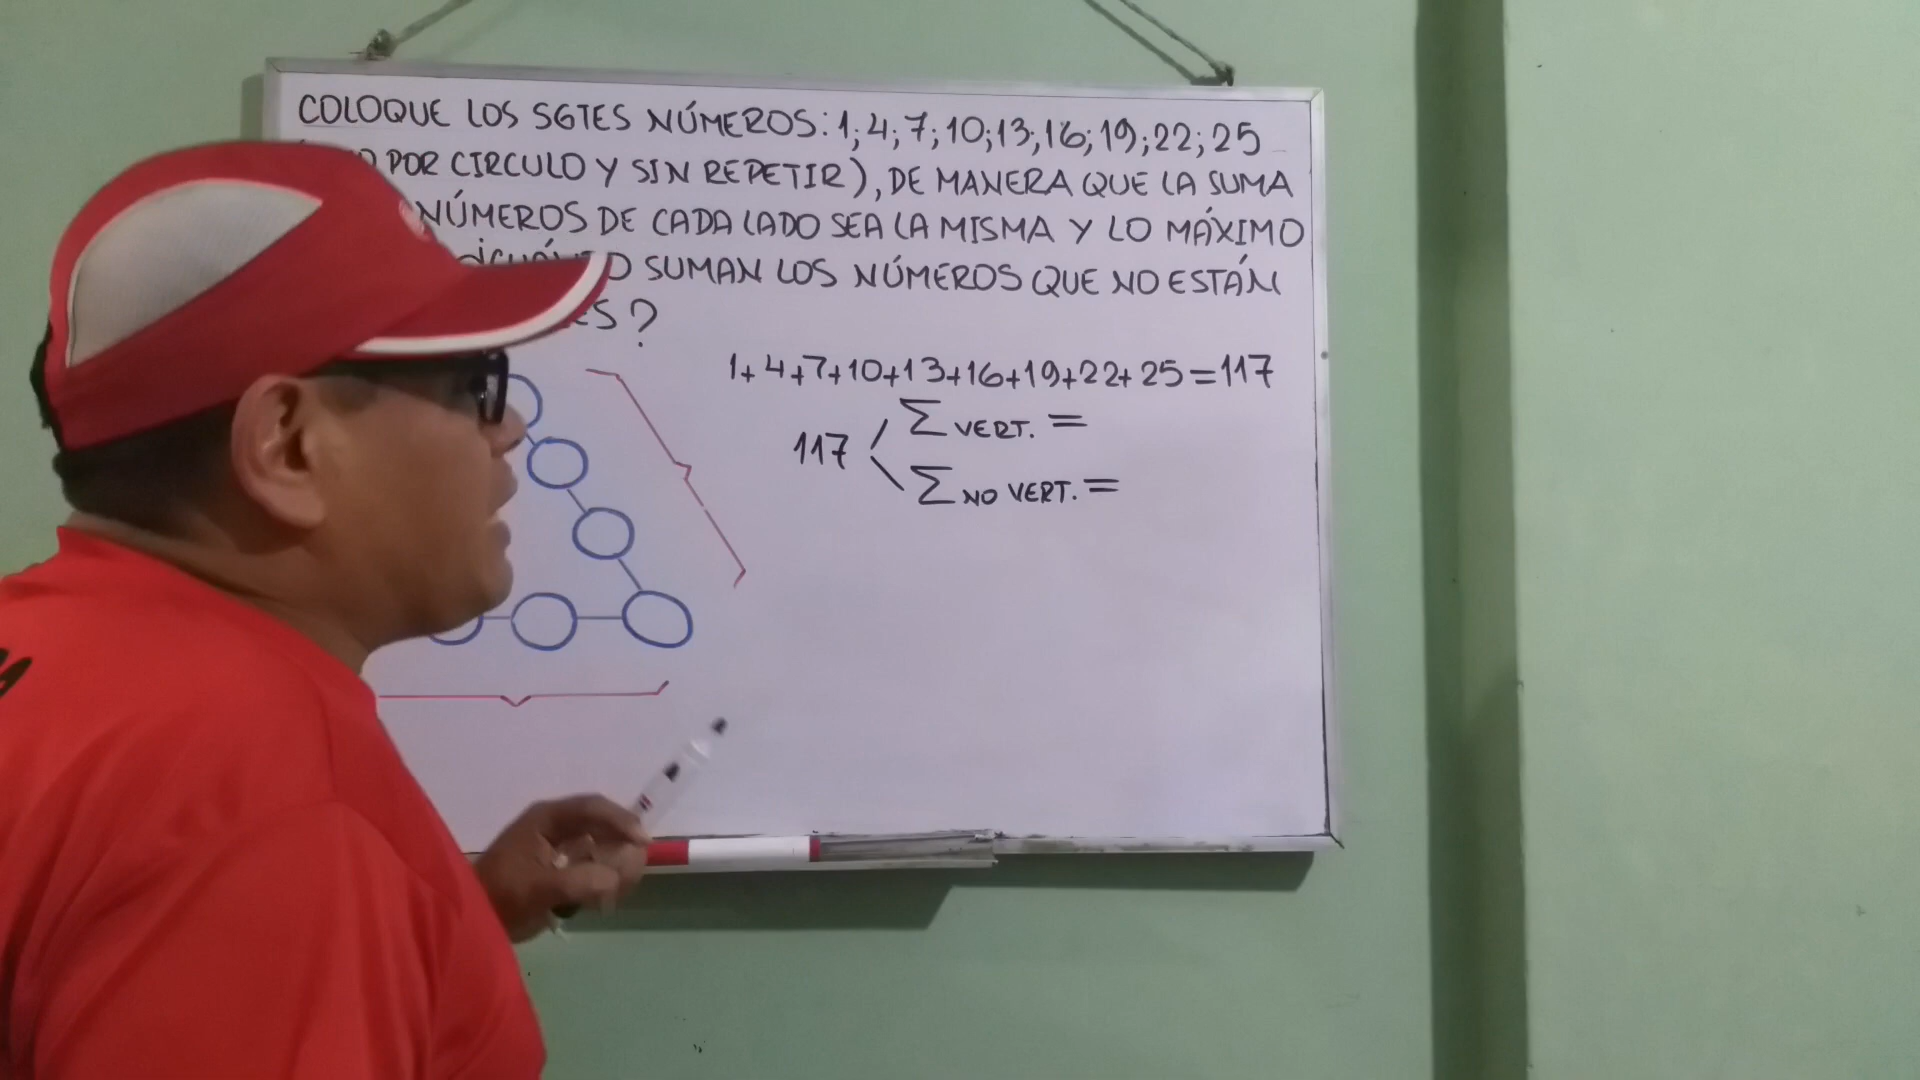 COLOQUE LOS SGTES NÚMEROS: 1; 4; 7; 10; 13; 16; 19; 22; 25
POR CIRCULO Y SIN REPETIR), DE MANERA QUE LA SUMA
NÚMEROS DE CADA LADO SEA LA MISMA Y LO MÁXIMO
SUMAN LOS NÚMEROS QUE NO ESTÁN
?
1+4+7+10+13+16+19+22+25=117
Σ VERT. =
117
Σ NO VERT. =